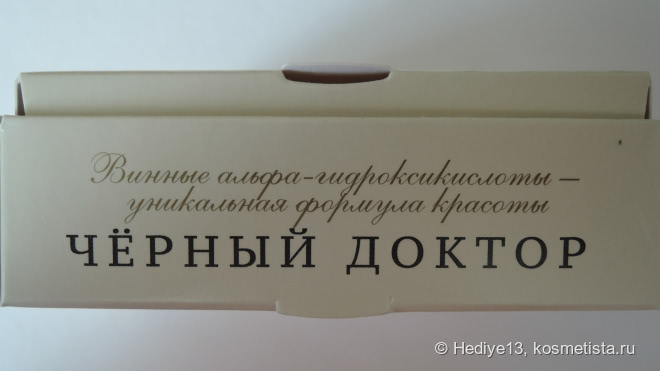 Винные альфа-гидроксикислоты –
уникальная формула красоты
ЧЁРНЫЙ ДОКТОР
© Hediye13, kosmetista.ru